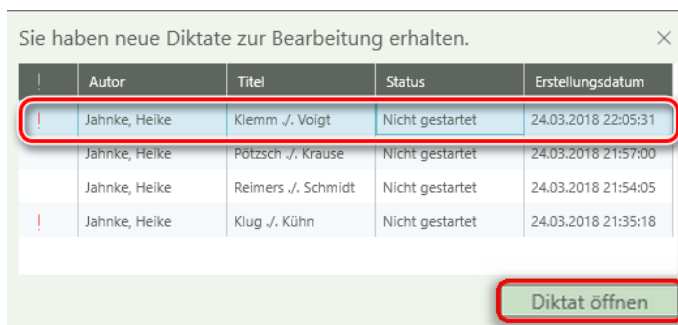 Sie haben neue Diktate zur Bearbeitung erhalten.
! Autor Titel Status Erstellungsdatum
! Jahnke, Heike Klemm ./. Voigt Nicht gestartet 24.03.2018 22:05:31
Jahnke, Heike Pötzsch ./. Krause Nicht gestartet 24.03.2018 21:57:00
Jahnke, Heike Reimers ./. Schmidt Nicht gestartet 24.03.2018 21:54:05
! Jahnke, Heike Klug ./. Kühn Nicht gestartet 24.03.2018 21:35:18
Diktat öffnen